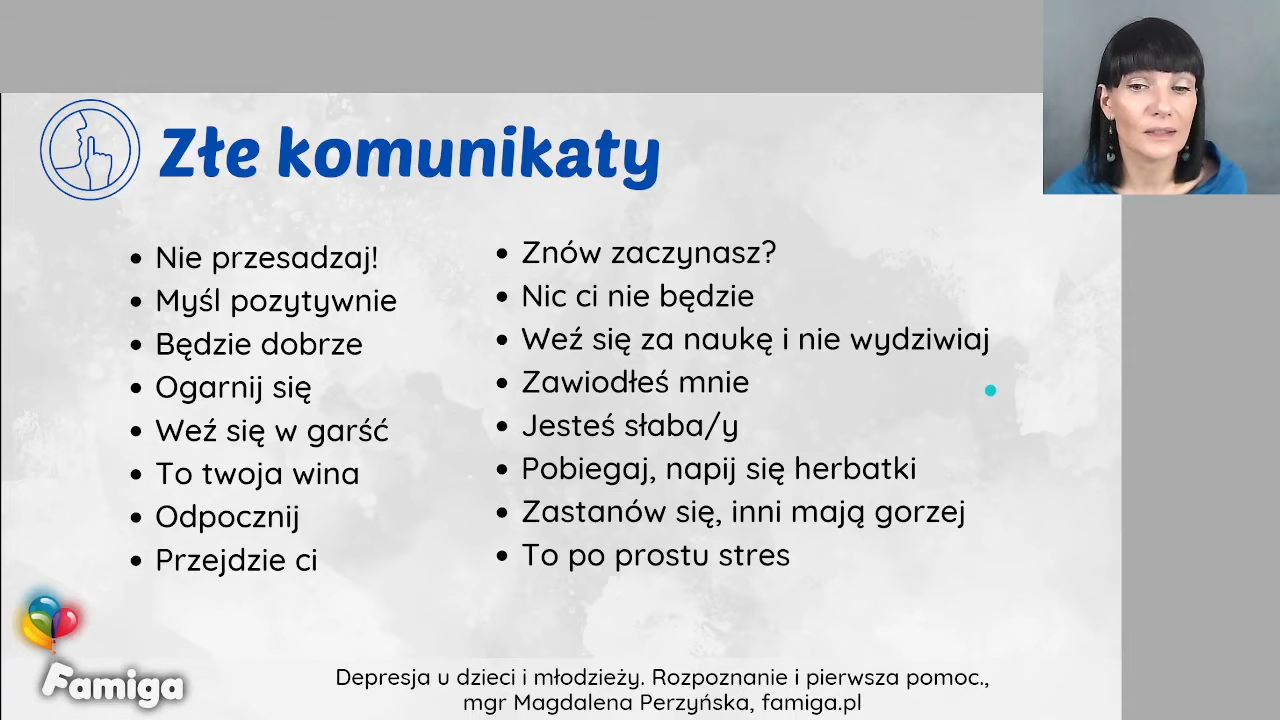 Złe komunikaty
Nie przesadzaj!
Myśl pozytywnie
Będzie dobrze
Ogarnij się
Weź się w garść
To twoja wina
Odpocznij
Przejdzie ci
Znów zaczynasz?
Nic ci nie będzie
Weź się za naukę i nie wydziwiaj
Zawiodłeś mnie
Jesteś słaba/y
Pobiegaj, napij się herbatki
Zastanów się, inni mają gorzej
To po prostu stres
Famiga
Depresja u dzieci i młodzieży. Rozpoznanie i pierwsza pomoc.,
mgr Magdalena Perzyńska, famiga.pl